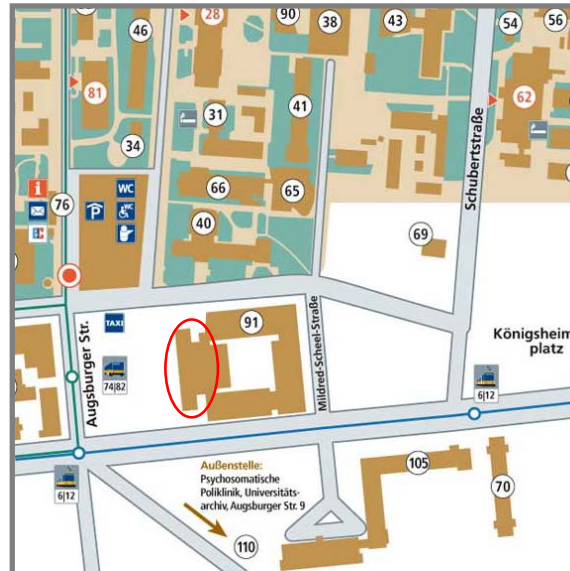 46
28
90
38
43
54
56
81
41
31
62
34
66
65
76
i
WC
P
WC
40
69
Schubertstraße
TAXI
91
Mildred-Scheel-Straße
Königsheim-
platz
Augsburger Str.
74|82
6|12
6|12
Außenstelle:
Psychosomatische
Poliklinik, Universitäts-
archiv, Augsburger Str. 9
105
70
110